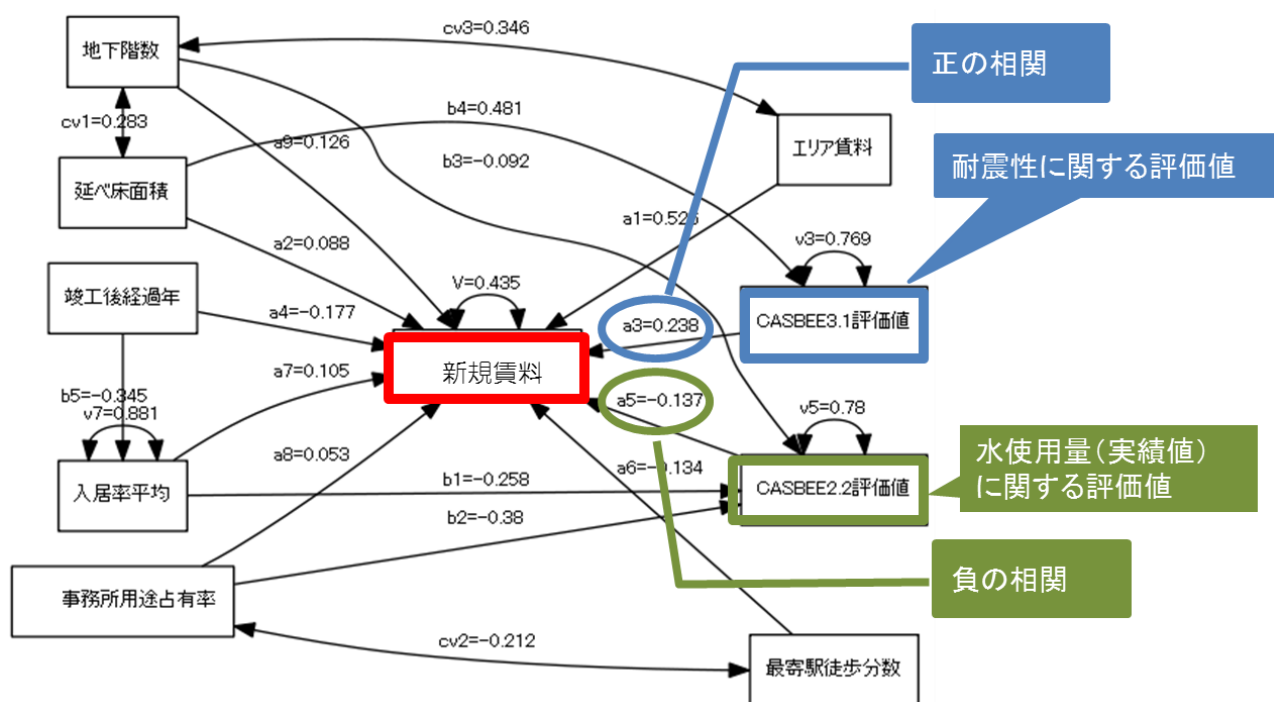 cv3=0.346
地下階数
正の相関
cv1=0.283
b4=0.481
a9=0.126
b3=-0.092
エリア賃料
延べ床面積
耐震性に関する評価値
a1=0.526
a2=0.088
v3=0.769
V=0.435
竣工後経過年
a4=-0.177
a3=0.238
CASBEE3.1評価値
新規賃料
a7=0.105
b5=-0.345
v7=0.881
a5=-0.137
v5=0.78
水使用量（実績値）
に関する評価値
a8=0.053
a6=-0.134
入居率平均
b1=-0.258
CASBEE2.2評価値
b2=-0.38
負の相関
事務所用途占有率
cv2=-0.212
最寄駅徒歩分数